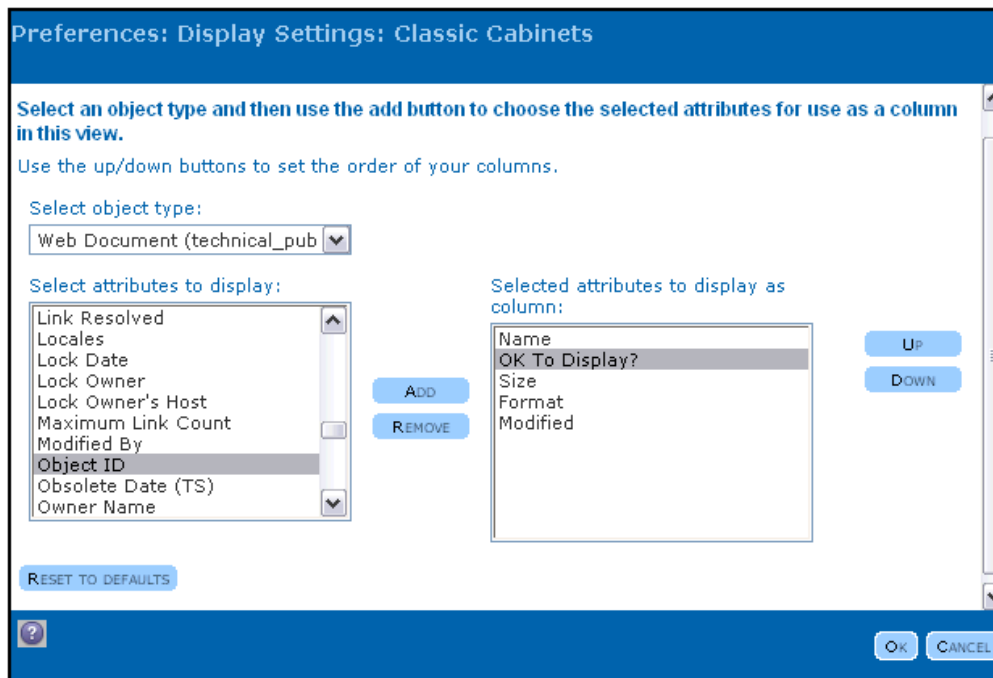 Preferences: Display Settings: Classic Cabinets
Select an object type and then use the add button to choose the selected attributes for use as a column
in this view.
Use the up/down buttons to set the order of your columns.
Select object type:
Web Document (technical_pub
Select attributes to display:
Link Resolved
Locales
Lock Date
Lock Owner
Lock Owner's Host
Maximum Link Count
Modified By
Object ID
Obsolete Date (TS)
Owner Name
ADD
REMOVE
Selected attributes to display as
column:
Name
OK To Display?
Size
Format
Modified
UP
DOWN
RESET TO DEFAULTS
?
OK
CANCEL